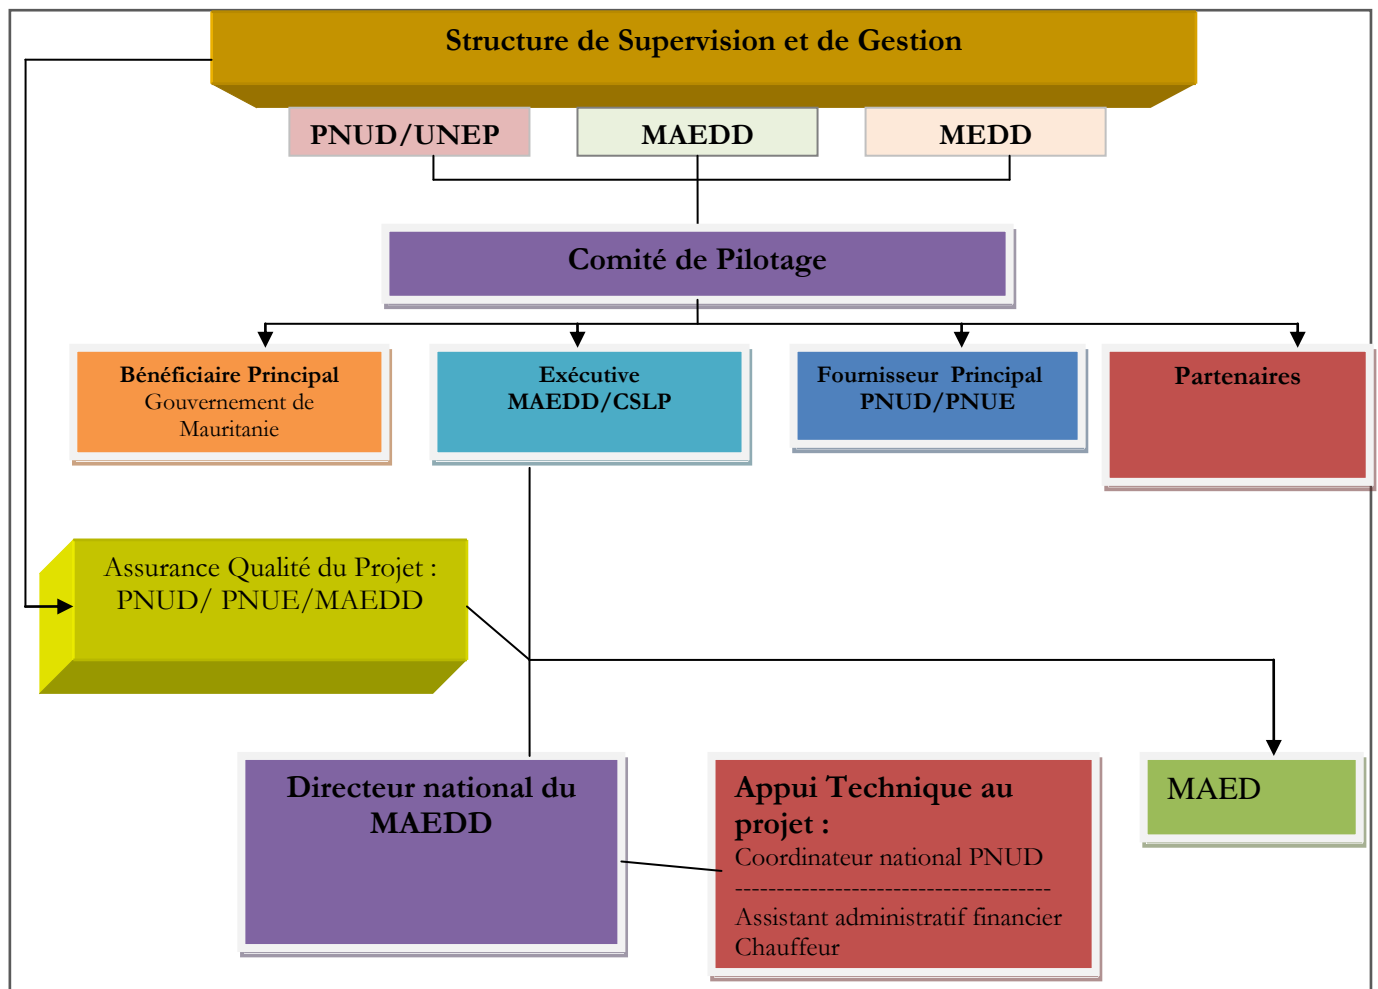 Structure de Supervision et de Gestion
PNUD/UNEP
MAEDD
MEDD
Comité de Pilotage
Bénéficiaire Principal
Gouvernement de
Mauritanie
Exécutive
MAEDD/CSLP
Fournisseur Principal
PNUD/PNUE
Partenaires
Assurance Qualité du Projet :
PNUD/ PNUE/MAEDD
Directeur national du
MAEDD
Appui Technique au
projet :
Coordinateur national PNUD
--------------------------------------
Assistant administratif financier
Chauffeur
MAED